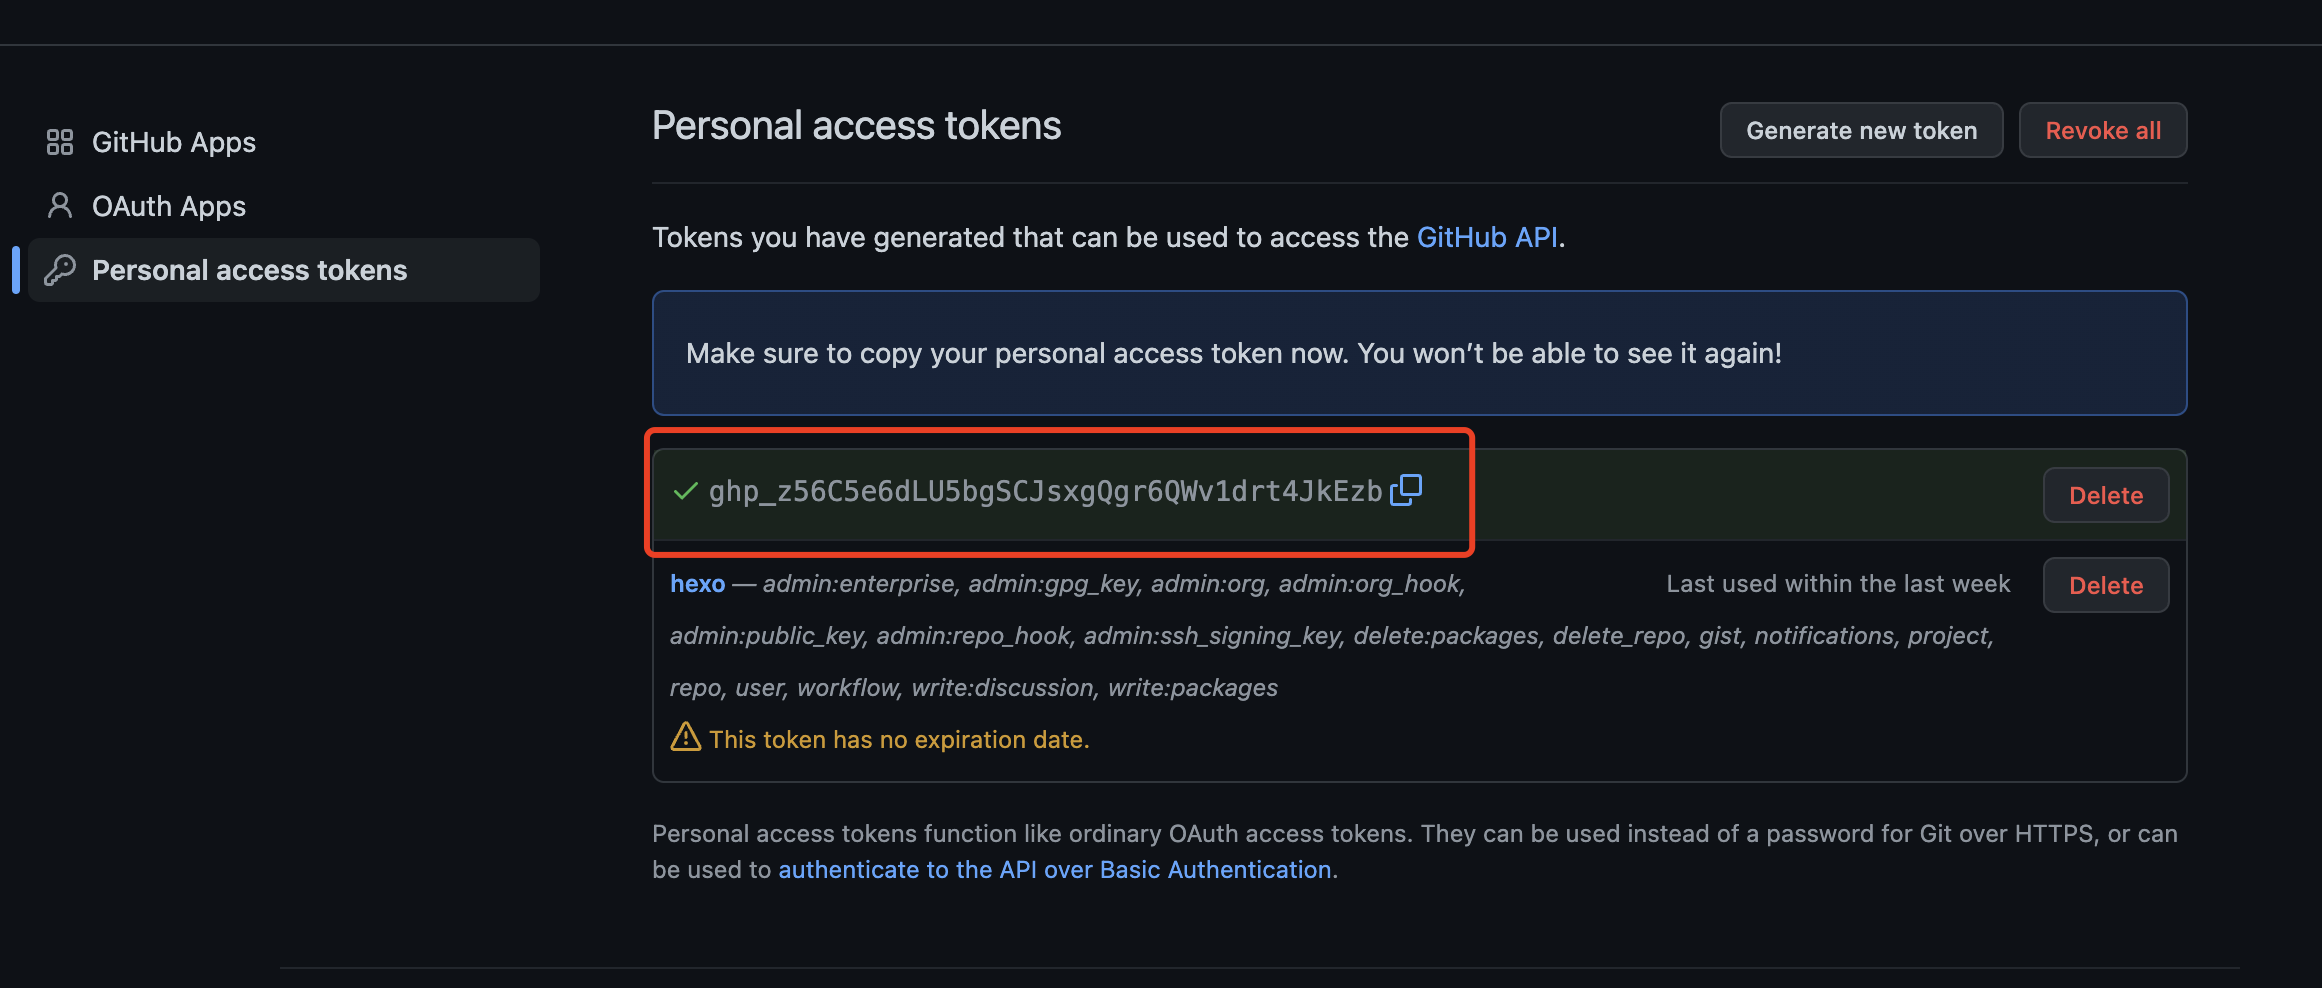 GitHub Apps
OAuth Apps
Personal access tokens
Personal access tokens
Generate new token
Revoke all
Tokens you have generated that can be used to access the GitHub API.
Make sure to copy your personal access token now. You won't be able to see it again!
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
Delete
hexo — admin:enterprise, admin:gpg_key, admin:org, admin:org_hook,
Last used within the last week
Delete
admin:public_key, admin:repo_hook, admin:ssh_signing_key, delete:packages, delete_repo, gist, notifications, project,
repo, user, workflow, write:discussion, write:packages
This token has no expiration date.
Personal access tokens function like ordinary OAuth access tokens. They can be used instead of a password for Git over HTTPS, or can
be used to authenticate to the API over Basic Authentication.